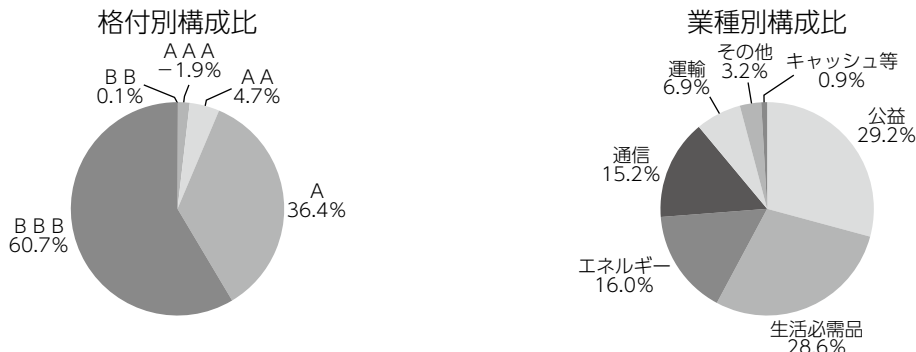 格付別構成比
AAA
−1.9%
BB
0.1%
AA
4.7%
A
36.4%
BBB
60.7%
業種別構成比
その他
3.2%
キャッシュ等
0.9%
運輸
6.9%
公益
29.2%
通信
15.2%
エネルギー
16.0%
生活必需品
28.6%